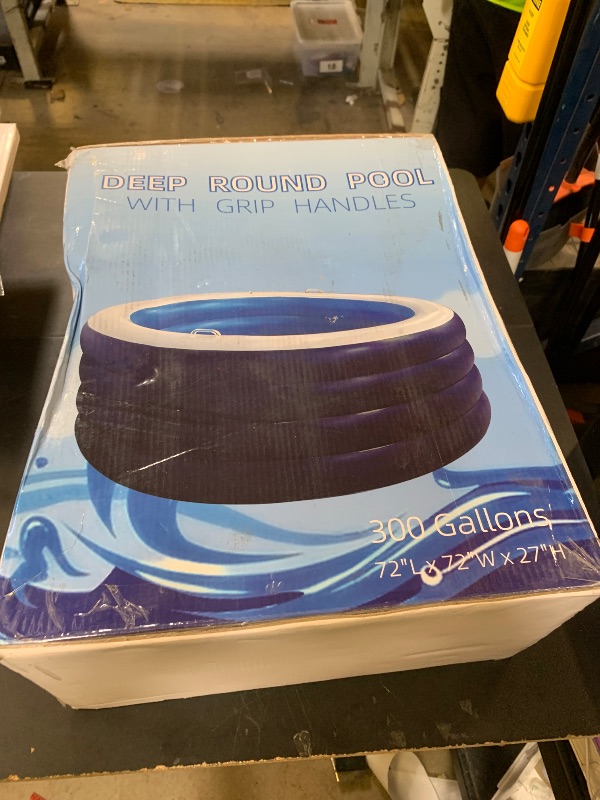 DEEP ROUND POOL
WITH GRIP HANDLES
300 Gallons
72"L x 72"W x 27"H